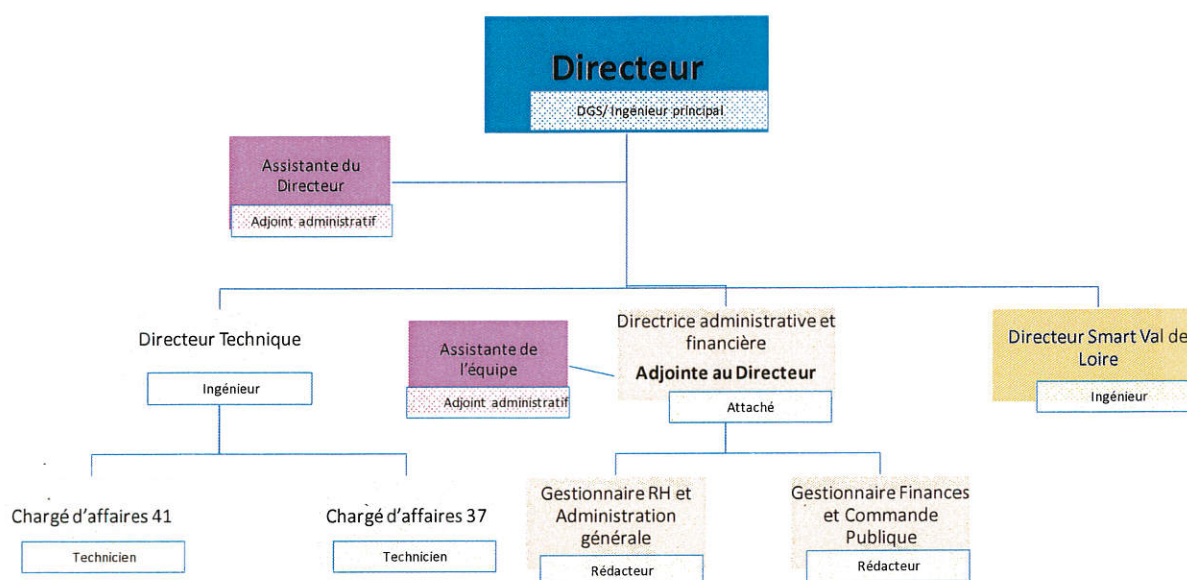 Directeur
DGS/ Ingénieur principal
Assistante du
Directeur
Adjoint administratif
Directeur Technique
Ingénieur
Assistante de
l'équipe
Adjoint administratif
Directrice administrative et
financière
Adjointe au Directeur
Attaché
Directeur Smart Val de
Loire
Ingénieur
Chargé d'affaires 41
Technicien
Chargé d'affaires 37
Technicien
Gestionnaire RH et
Administration
générale
Rédacteur
Gestionnaire Finances
et Commande
Publique
Rédacteur